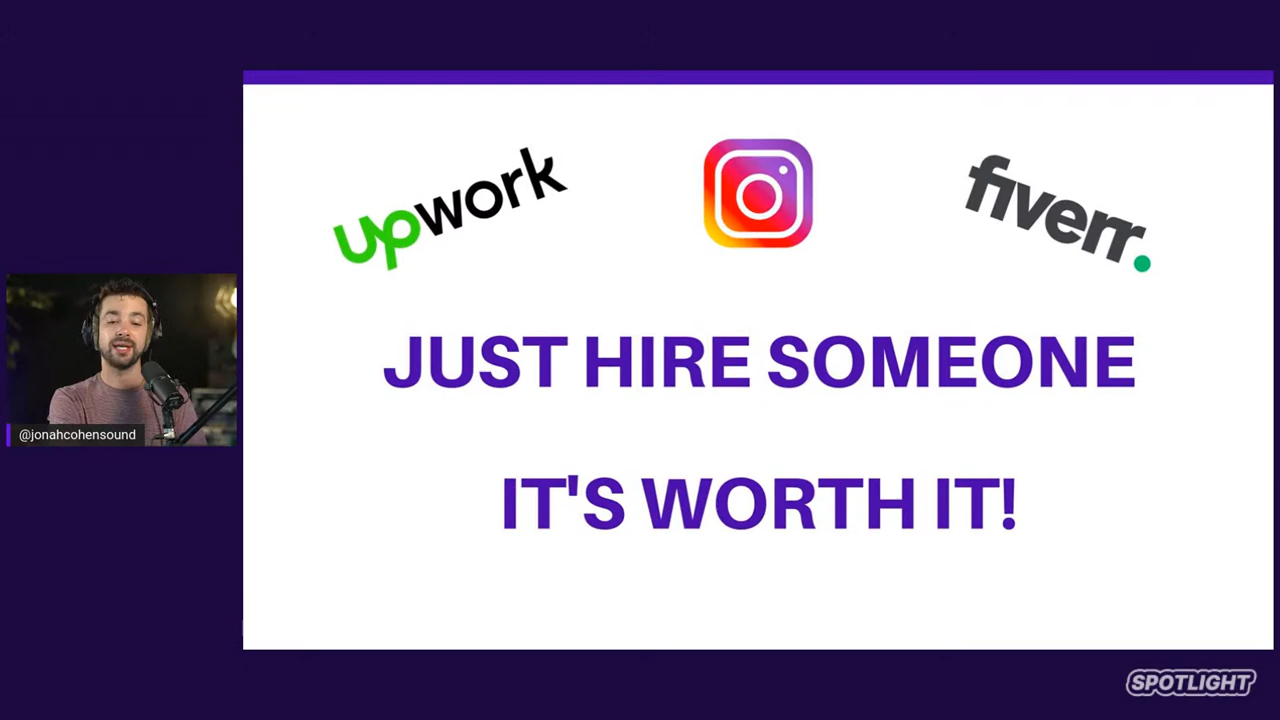 upwork
fiverr.
JUST HIRE SOMEONE
IT'S WORTH IT!
@jonahcohensound
SPOTLIGHT